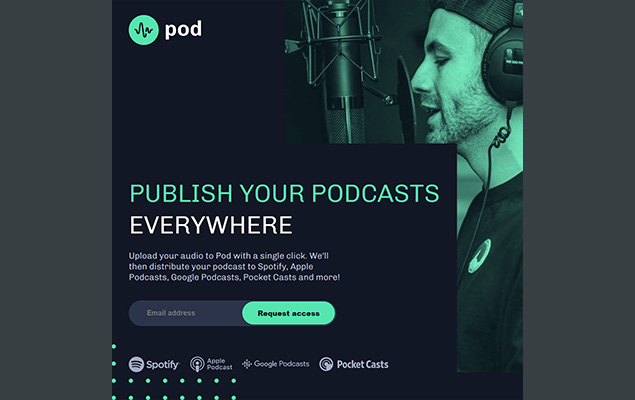 pod
PUBLISH YOUR PODCASTS
EVERYWHERE
Upload your audio to Pod with a single click. We'll
then distribute your podcast to Spotify, Apple
Podcasts, Google Podcasts, Pocket Casts and more!
Email address
Request access
Spotify
Apple
Podcast
Google Podcasts
Pocket Casts